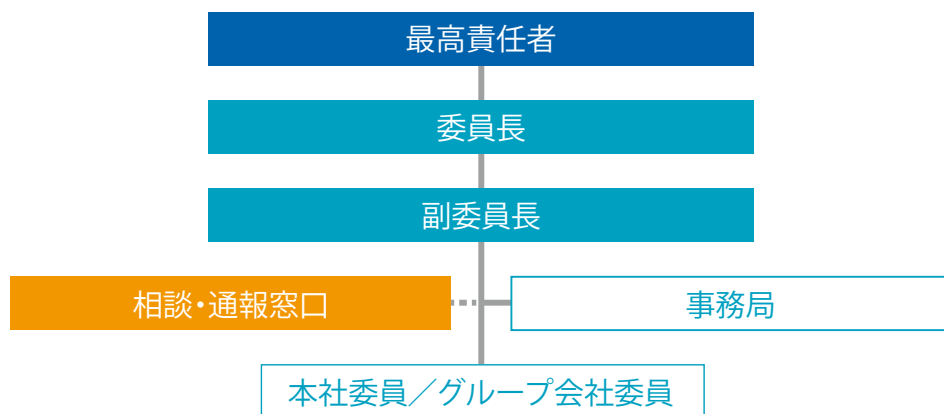 最高責任者
委員長
副委員長
相談・通報窓口
事務局
本社委員／グループ会社委員